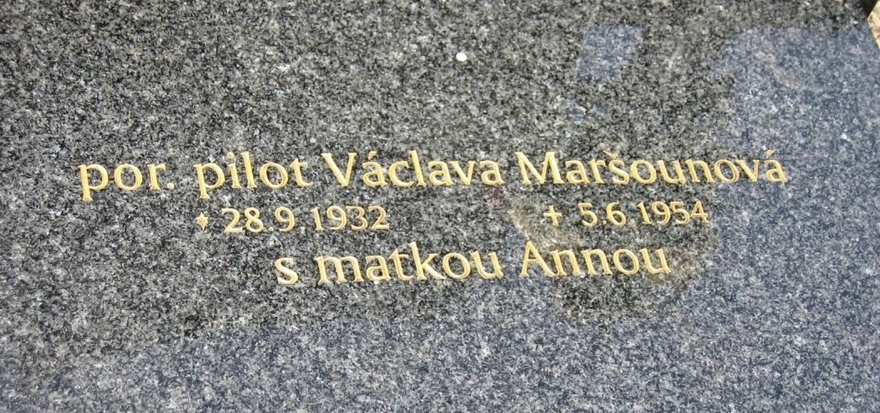 por. pilot Václava Maršounová
* 28.9.1932 + 5.6 1954
s matkou Annou